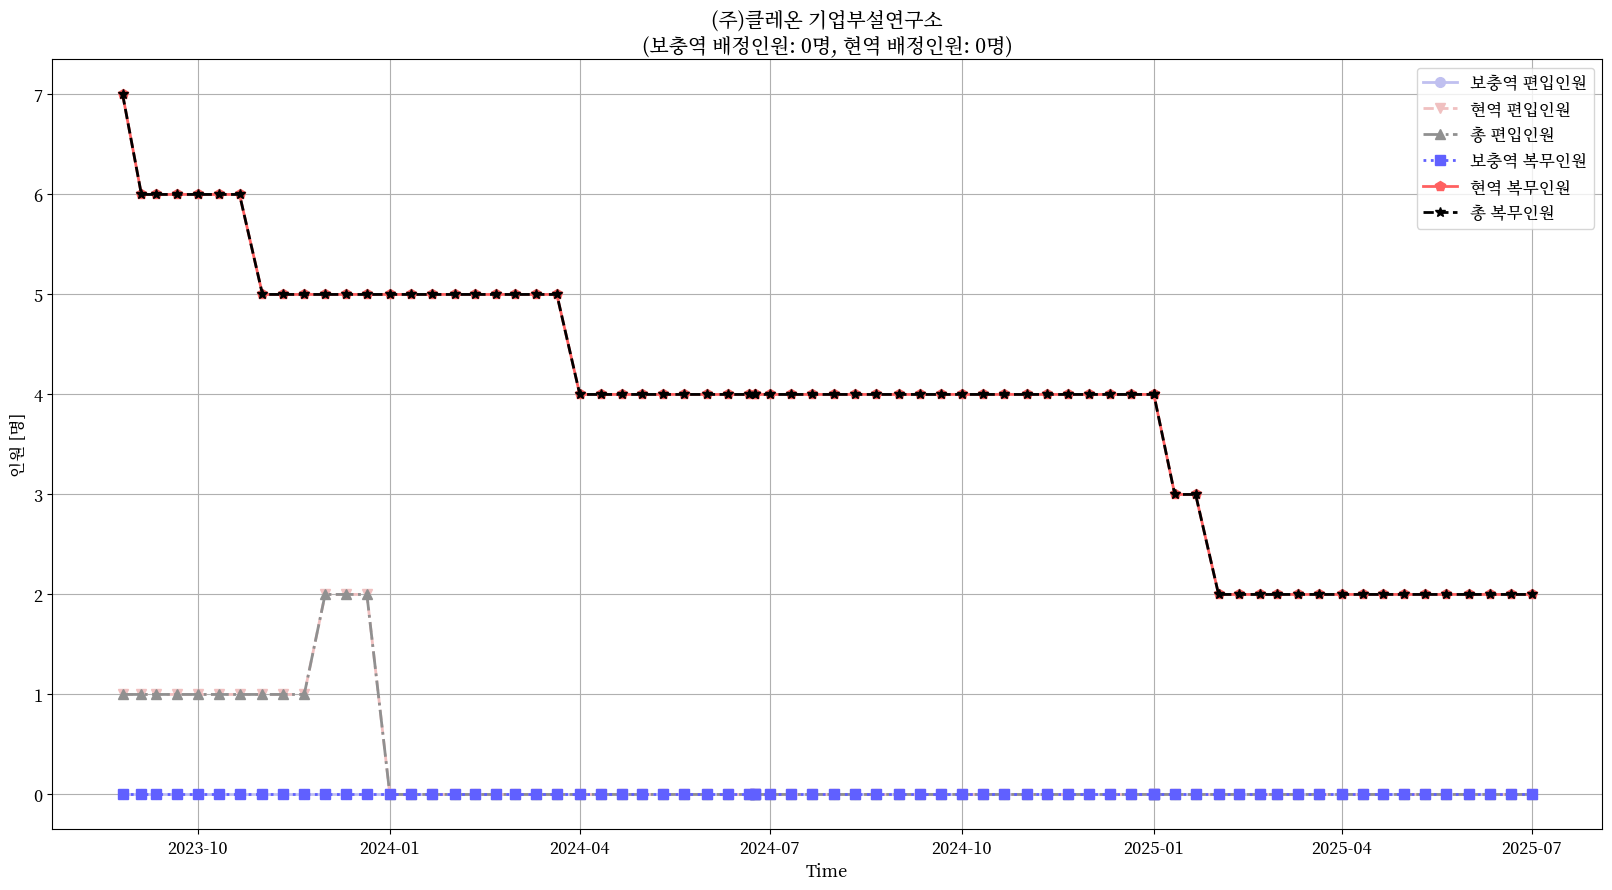 (주)클레온 기업부설연구소
(보충역 배정인원: 0명, 현역 배정인원: 0명)
보충역 편입인원
현역 편입인원
총 편입인원
보충역 복무인원
현역 복무인원
총 복무인원
인원 [명]
7
6
5
4
3
2
1
0
2023-10
2024-01
2024-04
2024-07
2024-10
2025-01
2025-04
2025-07
Time